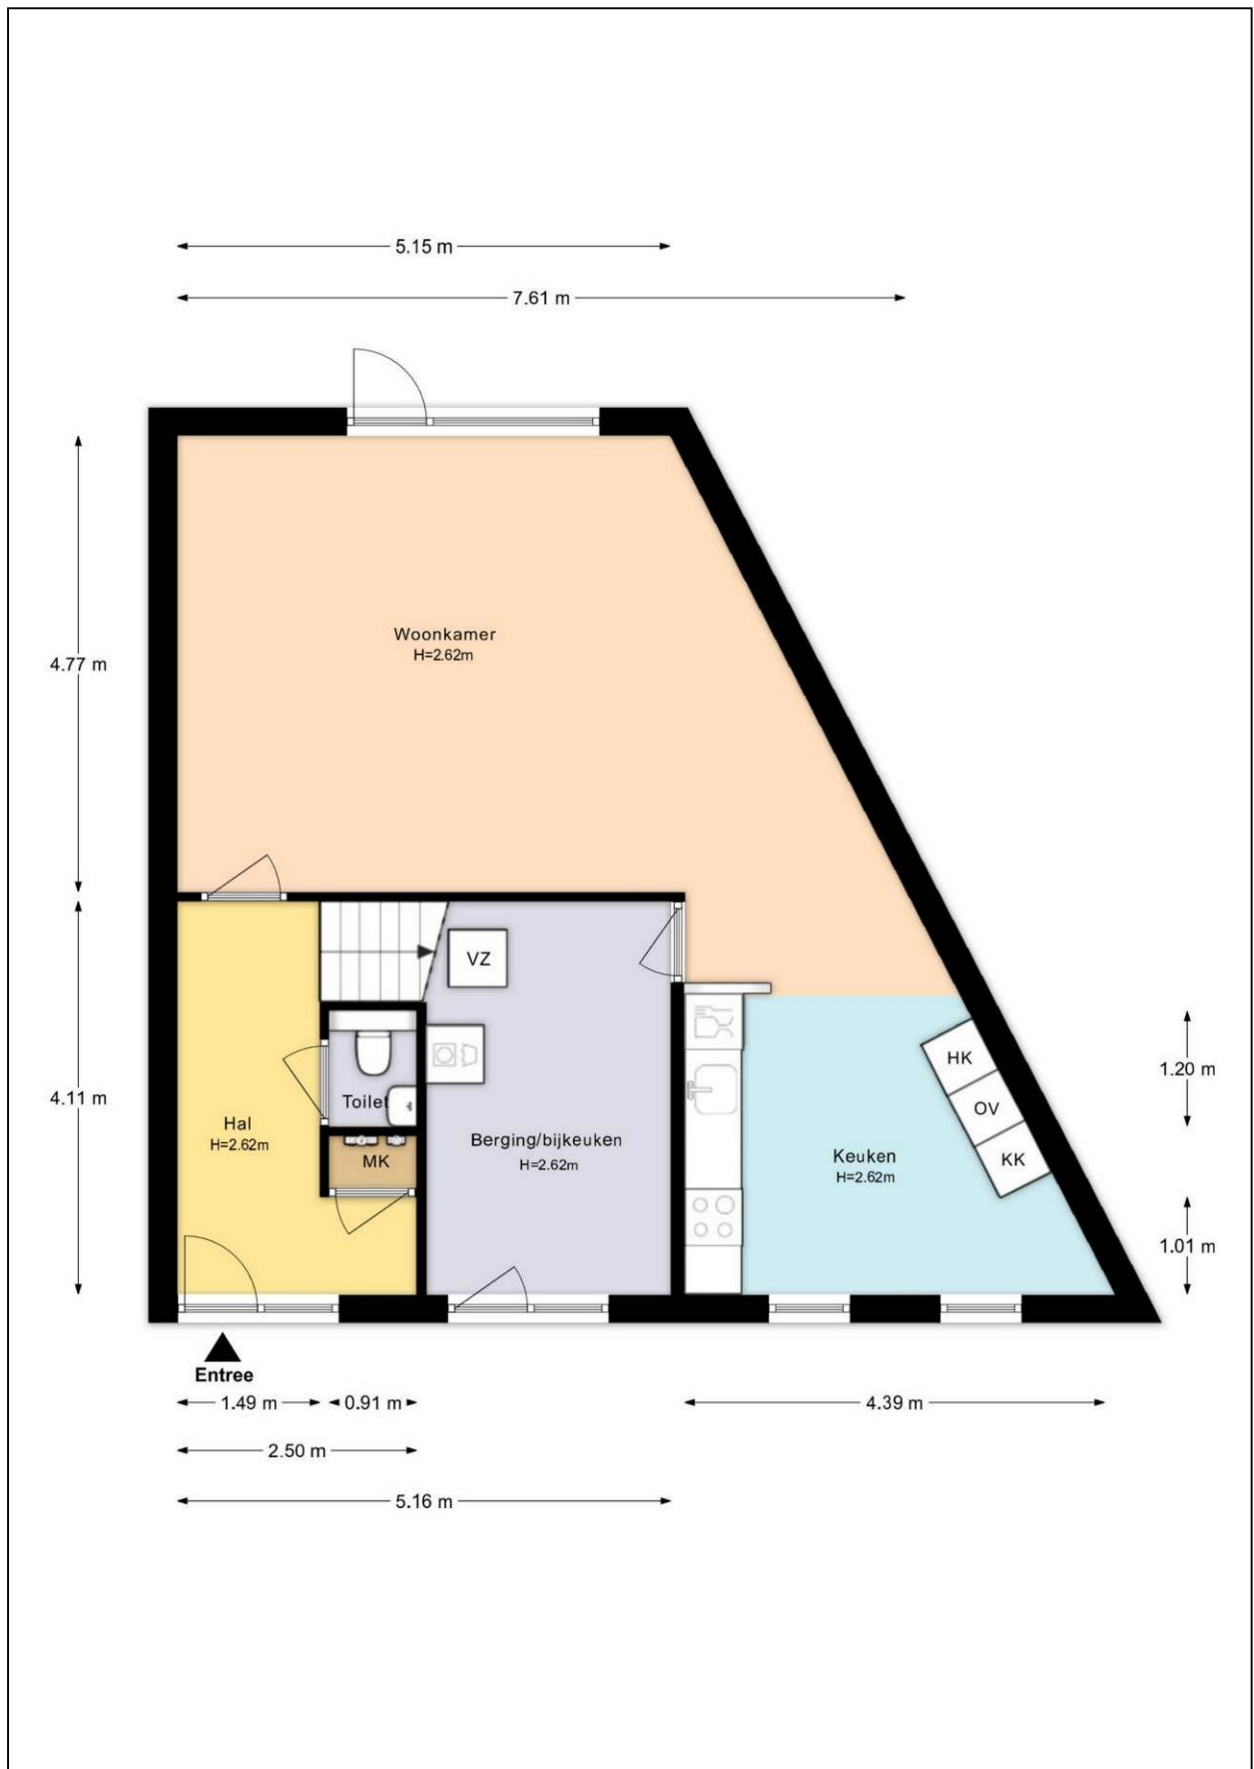 5.15 m
7.61 m
Woonkamer
H=2.62m
4.77 m
VZ
HK
1.20 m
OV
4.11 m
Toilet
Hal
H=2.62m
Berging/bijkeuken
H=2.62m
MK
Keuken
H=2.62m
KK
1.01 m
Entree
1.49 m
0.91 m
4.39 m
2.50 m
5.16 m